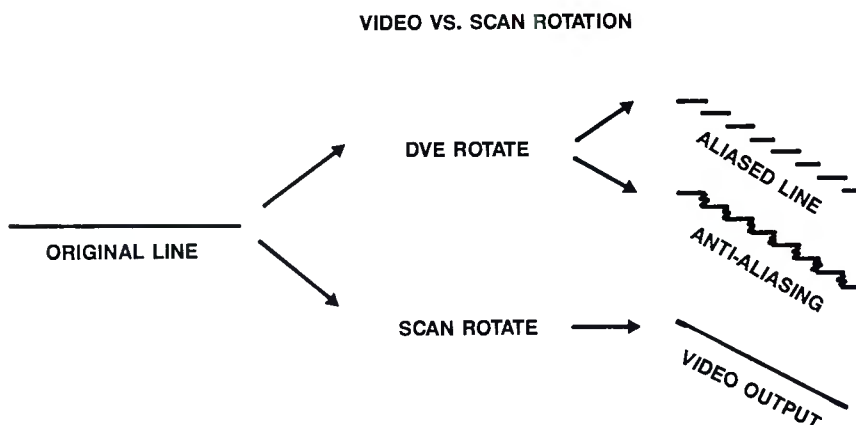 VIDEO VS. SCAN ROTATION
DVE ROTATE
ALIASED LINE
ORIGINAL LINE
ANTI-ALIASING
SCAN ROTATE
VIDEO OUTPUT